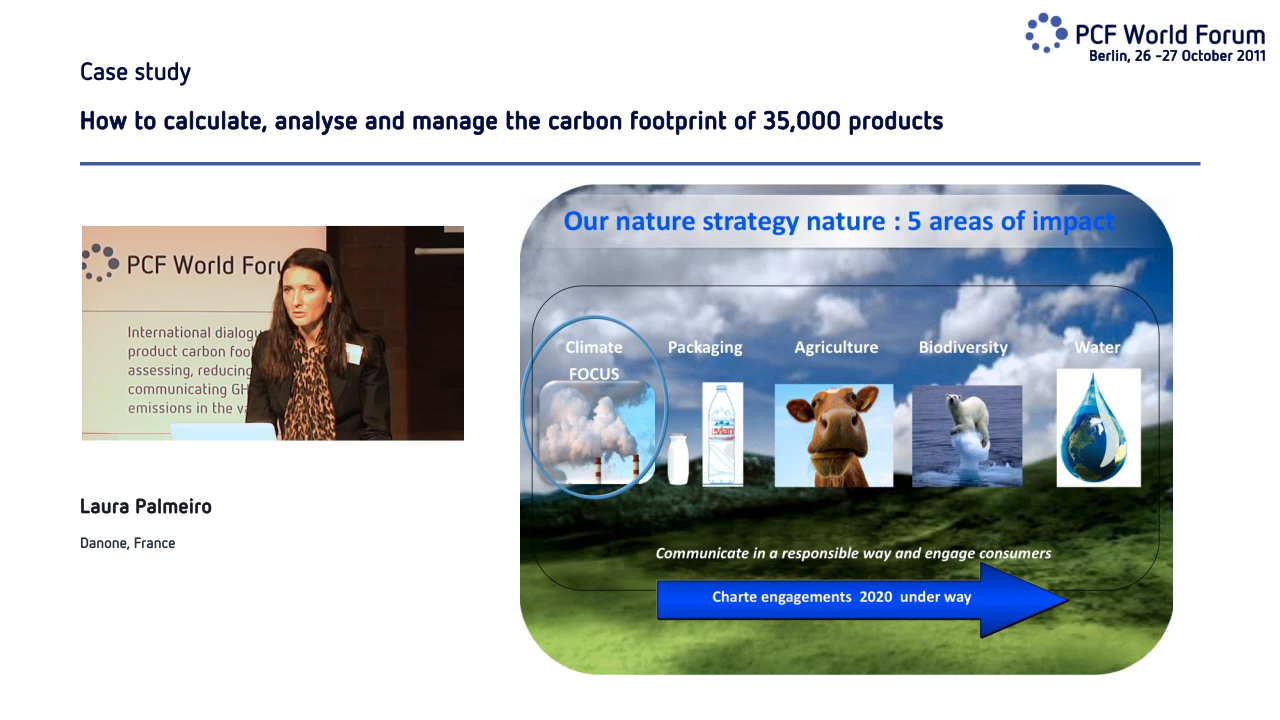 PCF World Forum
Berlin, 26 -27 October 2011
Case study
How to calculate, analyse and manage the carbon footprint of 35,000 products
PCF World Foru
International dialogu
product carbon foo
assessing, reducing
communicating GH
emissions in the va
Laura Palmeiro
Danone, France
Our nature strategy nature : 5 areas of impact
Climate
FOCUS
Packaging
Agriculture
Biodiversity
Water
evian
Communicate in a responsible way and engage consumers
Charte engagements 2020 under way